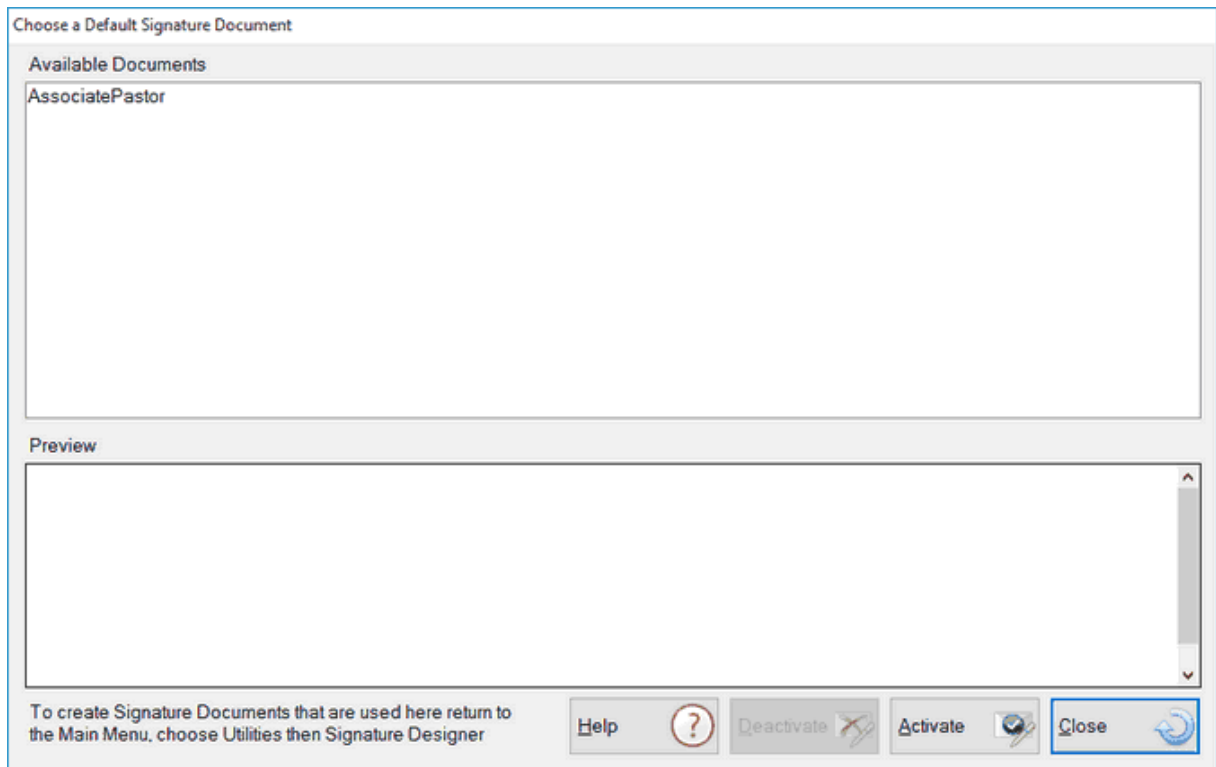 Choose a Default Signature Document
Available Documents
AssociatePastor
Preview
To create Signature Documents that are used here return to
the Main Menu, choose Utilities then Signature Designer
Help
?
Deactivate
Activate
Close